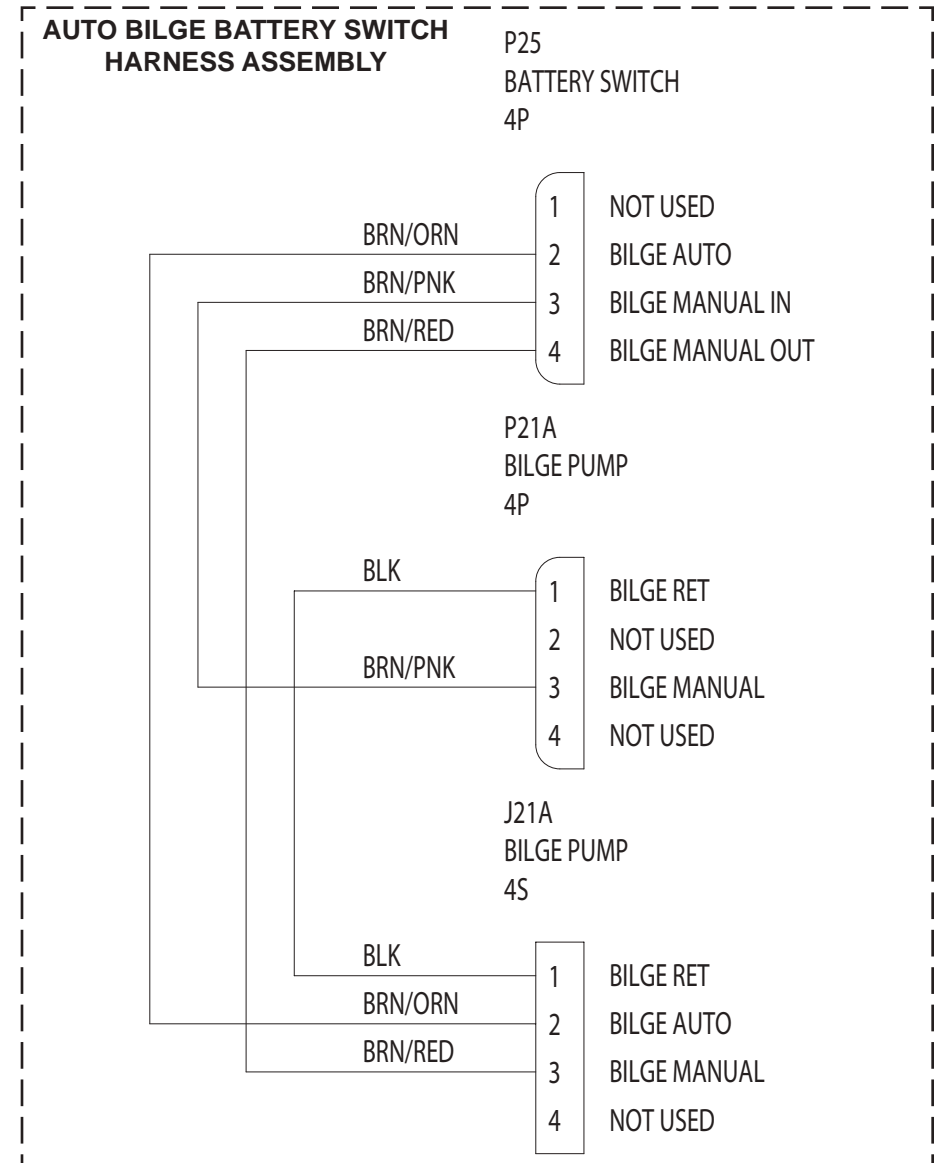 AUTO BILGE BATTERY SWITCH
HARNESS ASSEMBLY
P25
BATTERY SWITCH
4P
1 NOT USED
BRN/ORN 2 BILGE AUTO
BRN/PNK 3 BILGE MANUAL IN
BRN/RED 4 BILGE MANUAL OUT
P21A
BILGE PUMP
4P
BLK 1 BILGE RET
2 NOT USED
BRN/PNK 3 BILGE MANUAL
4 NOT USED
J21A
BILGE PUMP
4S
BLK 1 BILGE RET
BRN/ORN 2 BILGE AUTO
BRN/RED 3 BILGE MANUAL
4 NOT USED